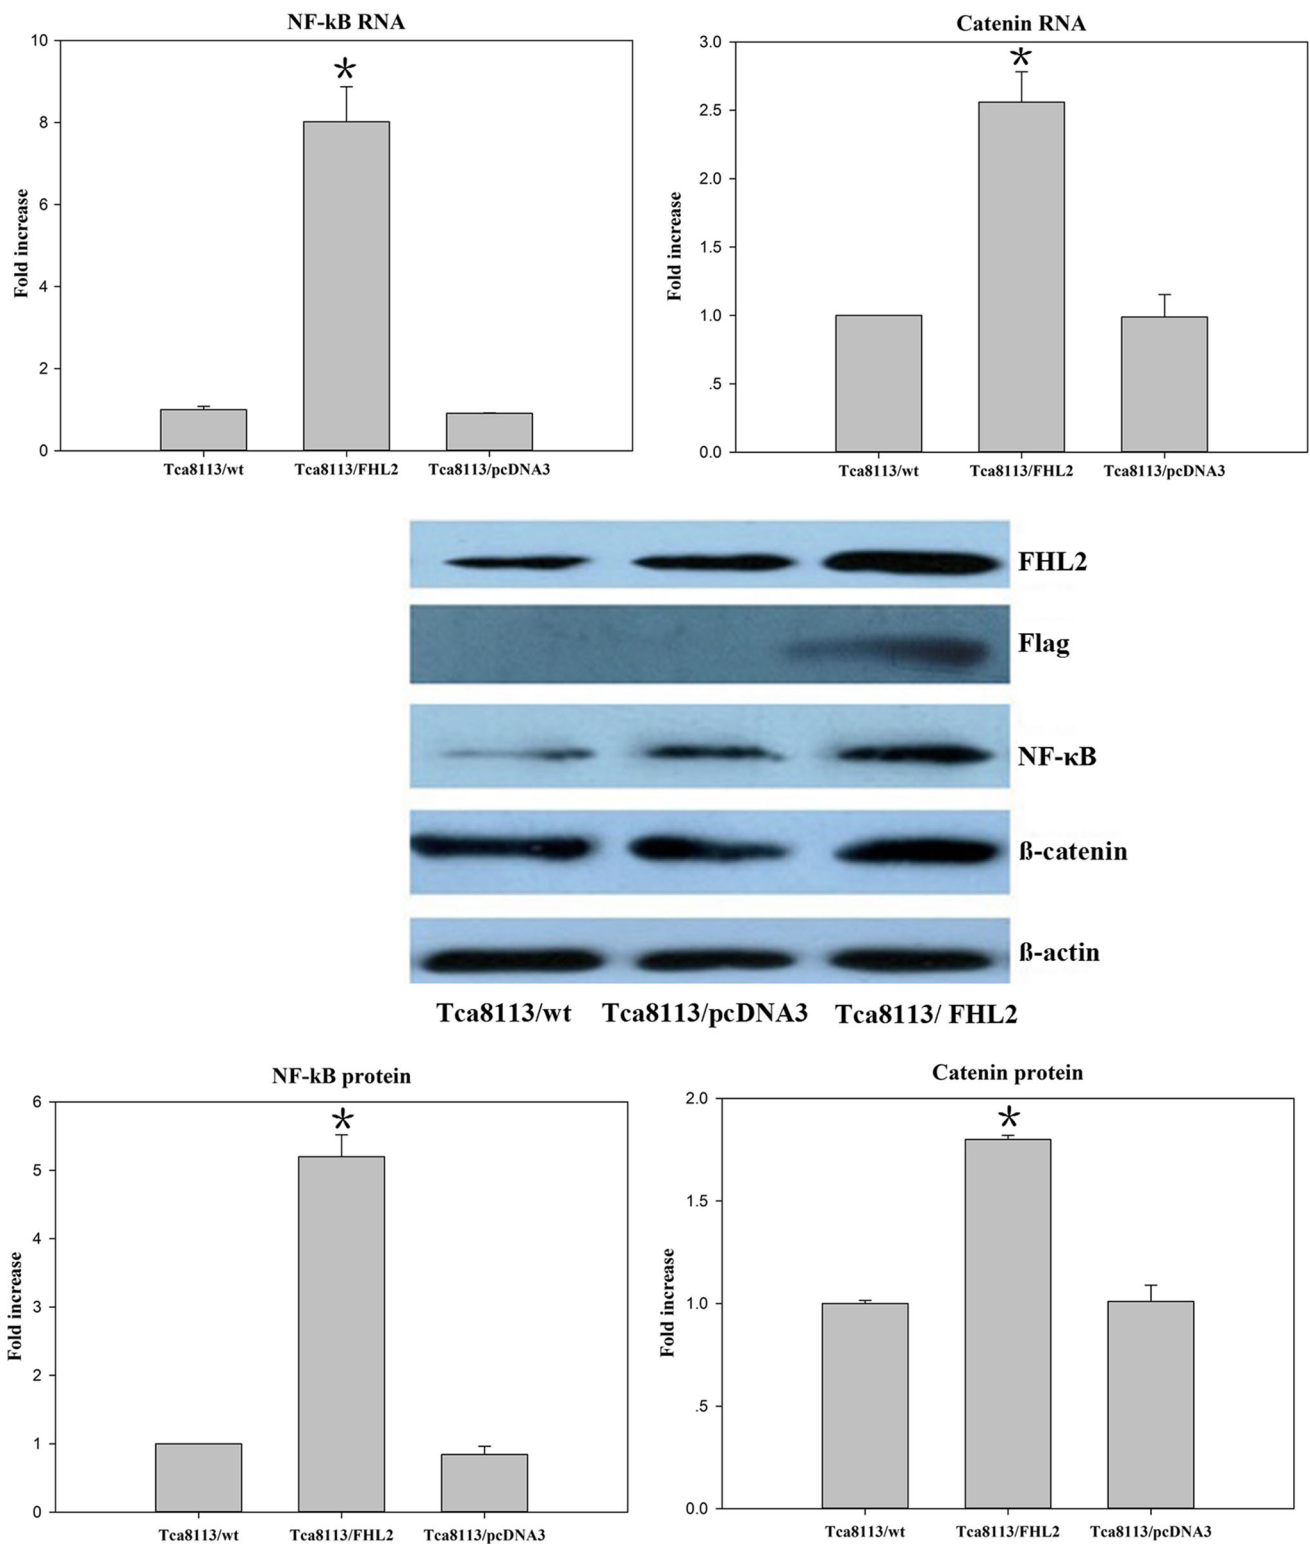 NF-kB RNA
10
8
6
4
2
0
Fold increase
*
Tca8113/wt Tca8113/FHL2 Tca8113/pcDNA3
Catenin RNA
3.0
2.5
2.0
1.5
1.0
.5
0.0
Fold increase
*
Tca8113/wt Tca8113/FHL2 Tca8113/pcDNA3
FHL2
Flag
NF-κB
ß-catenin
ß-actin
Tca8113/wt Tca8113/pcDNA3 Tca8113/ FHL2
NF-kB protein
6
5
4
3
2
1
0
Fold increase
*
Tca8113/wt Tca8113/FHL2 Tca8113/pcDNA3
Catenin protein
2.0
1.5
1.0
.5
0.0
Fold increase
*
Tca8113/wt Tca8113/FHL2 Tca8113/pcDNA3